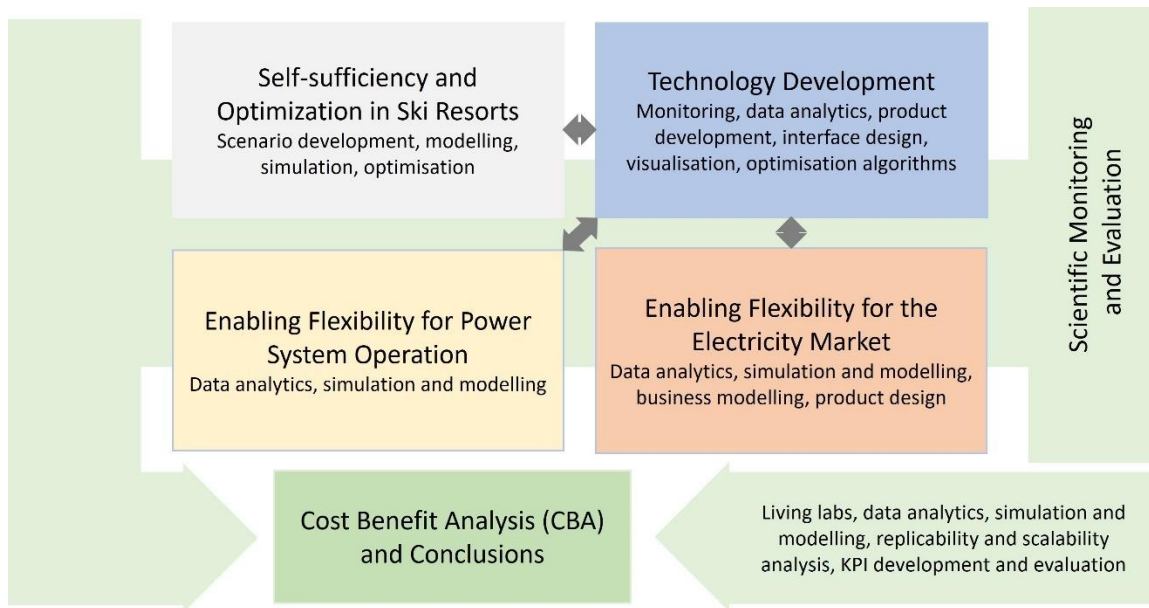 Self-sufficiency and
Optimization in Ski Resorts
Scenario development, modelling,
simulation, optimisation
Technology Development
Monitoring, data analytics, product
development, interface design,
visualisation, optimisation algorithms
Enabling Flexibility for Power
System Operation
Data analytics, simulation and modelling
Enabling Flexibility for the
Electricity Market
Data analytics, simulation and modelling,
business modelling, product design
Scientific Monitoring
and Evaluation
Cost Benefit Analysis (CBA)
and Conclusions
Living labs, data analytics, simulation and
modelling, replicability and scalability
analysis, KPI development and evaluation